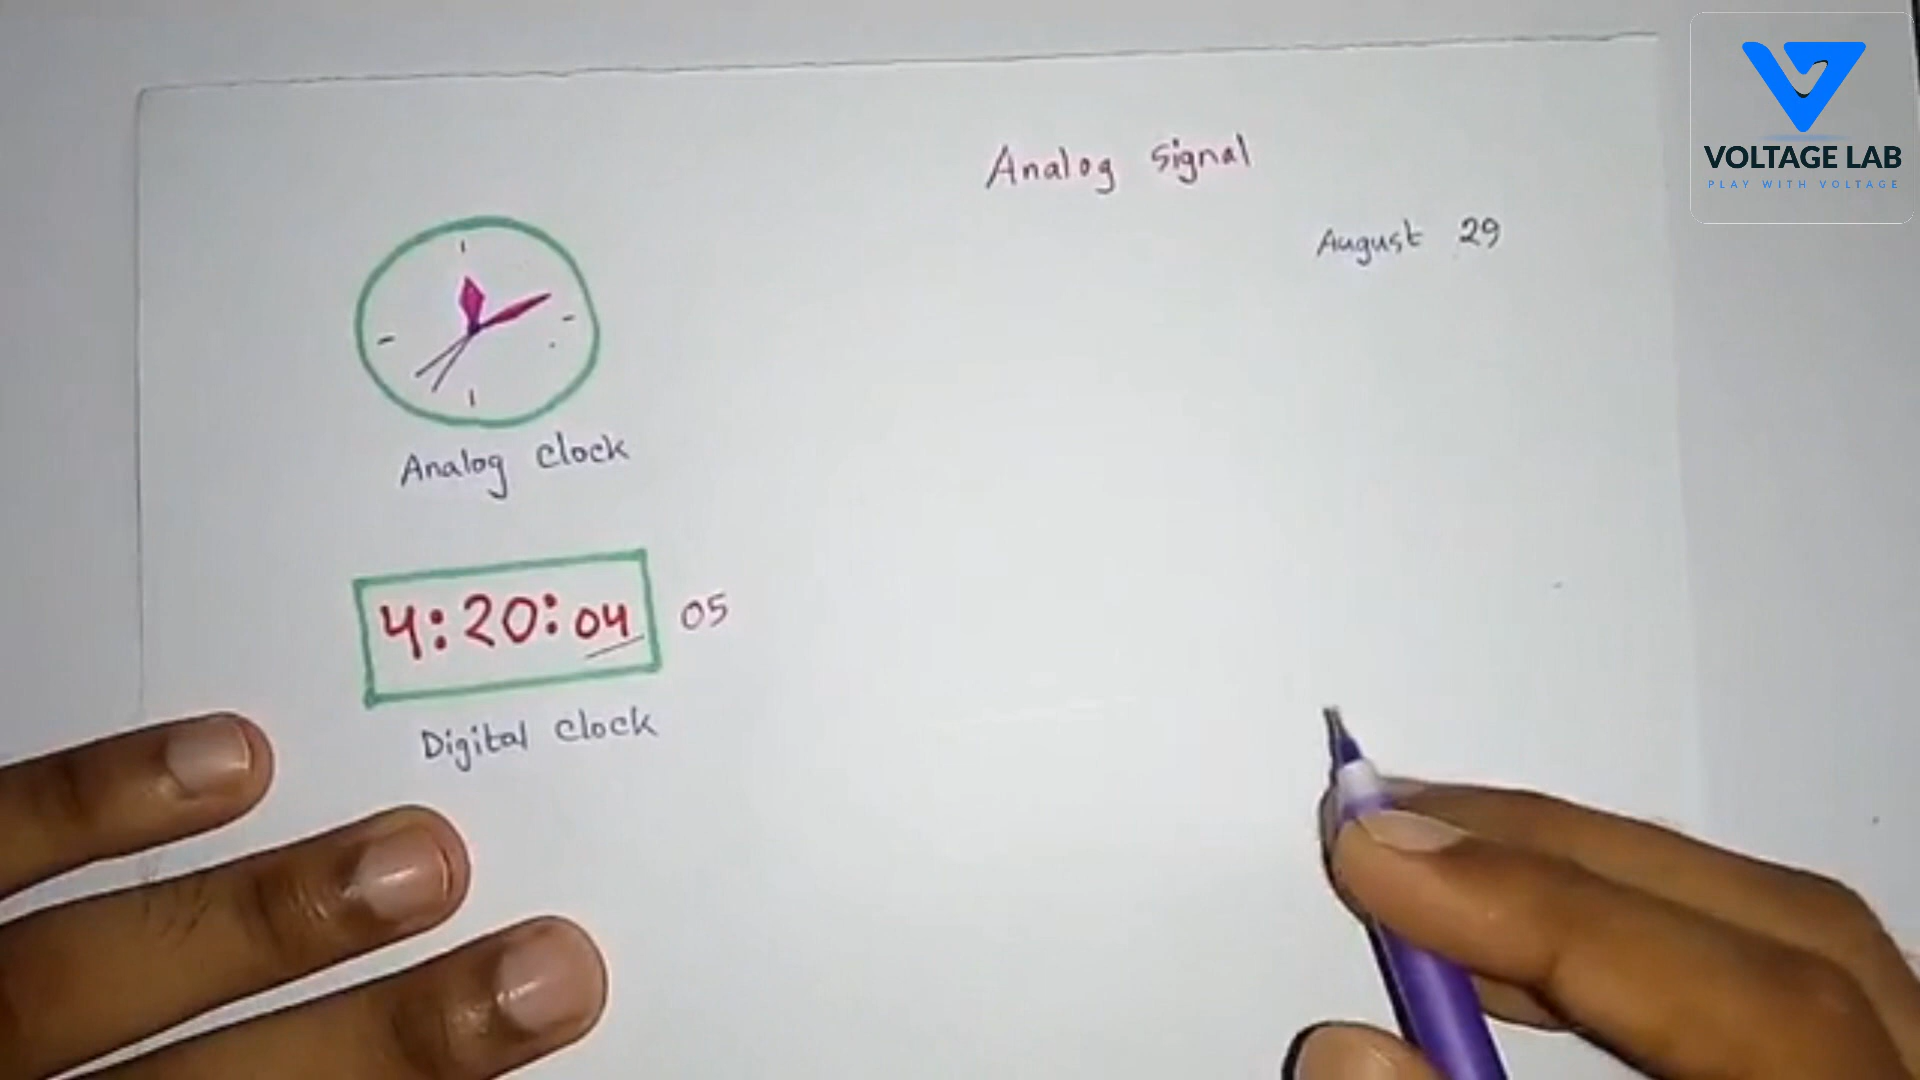 Analog signal
August 29
Analog clock
4:20:04 05
Digital clock
VOLTAGE LAB
PLAY WITH VOLTAGE